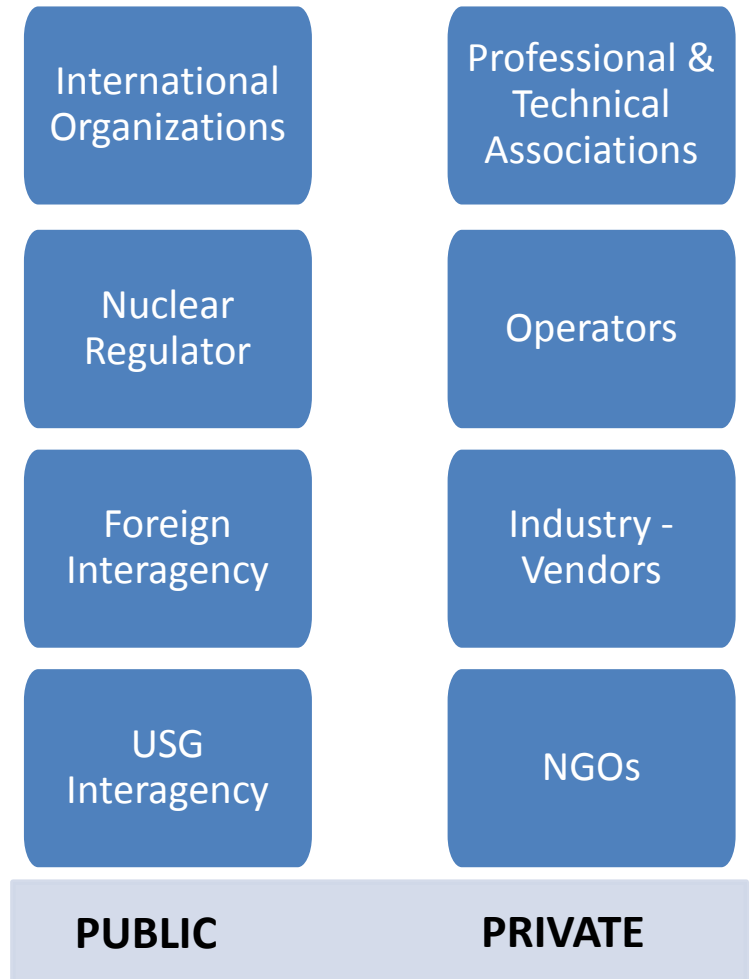 International
Organizations
Professional &
Technical
Associations
Nuclear
Regulator
Operators
Foreign
Interagency
Industry -
Vendors
USG
Interagency
NGOs
PUBLIC
PRIVATE